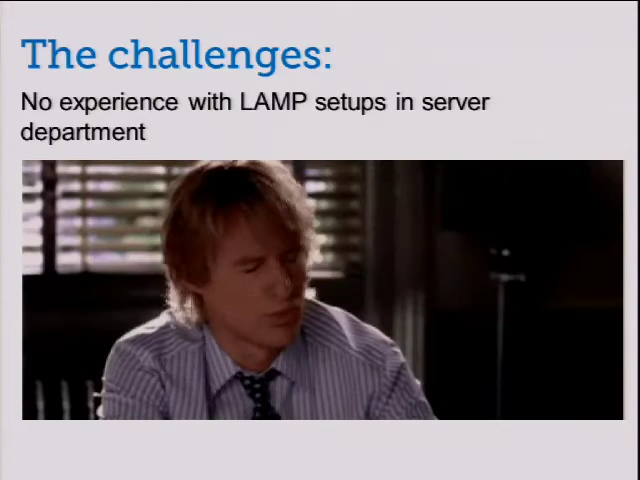 The challenges:
No experience with LAMP setups in server
department